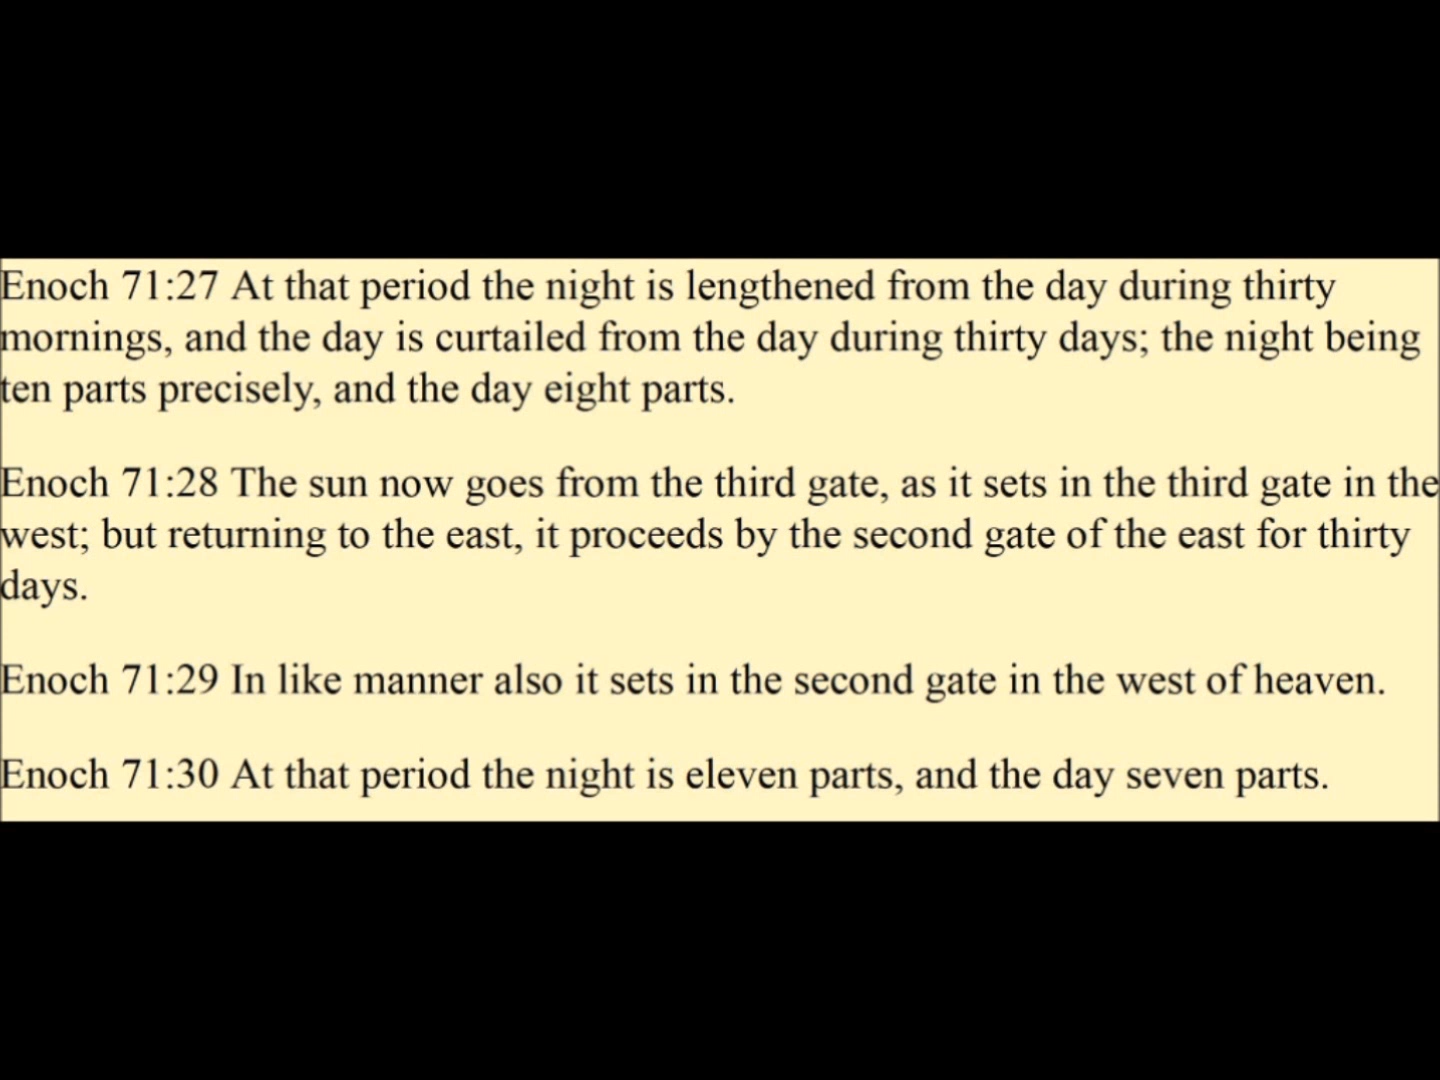 Enoch 71:27 At that period the night is lengthened from the day during thirty
mornings, and the day is curtailed from the day during thirty days; the night being
ten parts precisely, and the day eight parts.
Enoch 71:28 The sun now goes from the third gate, as it sets in the third gate in the
west; but returning to the east, it proceeds by the second gate of the east for thirty
days.
Enoch 71:29 In like manner also it sets in the second gate in the west of heaven.
Enoch 71:30 At that period the night is eleven parts, and the day seven parts.